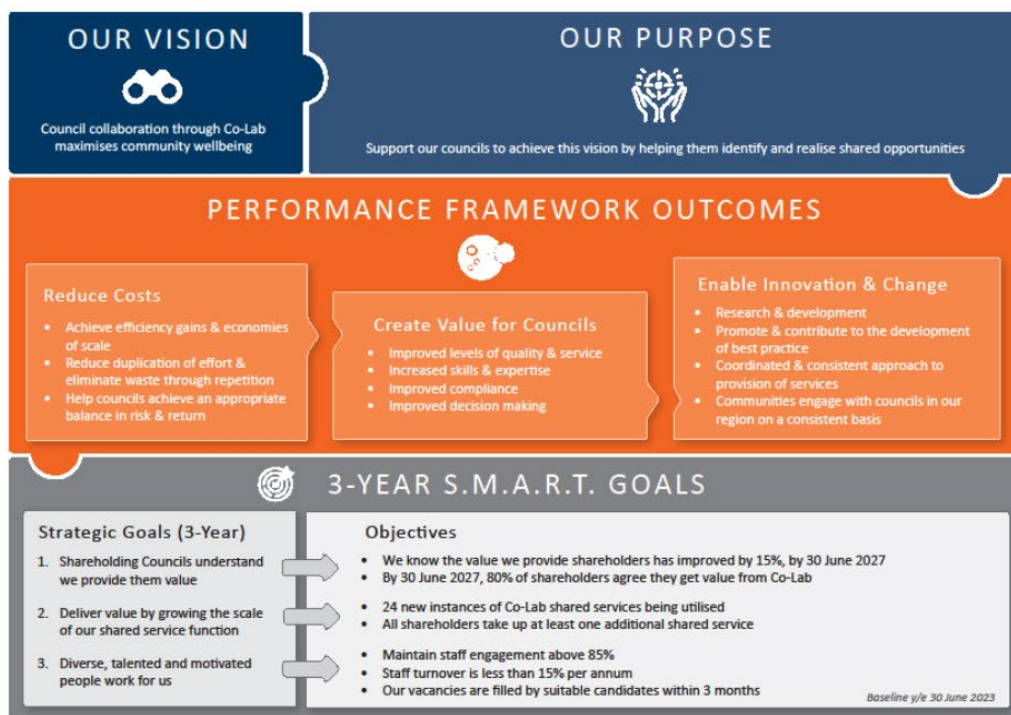 OUR VISION
Council collaboration through Co-Lab
maximises community wellbeing
OUR PURPOSE
Support our councils to achieve this vision by helping them identify and realise shared opportunities
PERFORMANCE FRAMEWORK OUTCOMES
Reduce Costs
• Achieve efficiency gains & economies
of scale
• Reduce duplication of effort &
eliminate waste through repetition
• Help councils achieve an appropriate
balance in risk & return
Create Value for Councils
• Improved levels of quality & service
• Increased skills & expertise
• Improved compliance
• Improved decision making
Enable Innovation & Change
• Research & development
• Promote & contribute to the development
of best practice
• Coordinated & consistent approach to
provision of services
• Communities engage with councils in our
region on a consistent basis
3-YEAR S.M.A.R.T. GOALS
Strategic Goals (3-Year)
1. Shareholding Councils understand
we provide them value
2. Deliver value by growing the scale
of our shared service function
3. Diverse, talented and motivated
people work for us
Objectives
• We know the value we provide shareholders has improved by 15%, by 30 June 2027
• By 30 June 2027, 80% of shareholders agree they get value from Co-Lab
• 24 new instances of Co-Lab shared services being utilised
• All shareholders take up at least one additional shared service
• Maintain staff engagement above 85%
• Staff turnover is less than 15% per annum
• Our vacancies are filled by suitable candidates within 3 months
Baseline y/e 30 June 2023